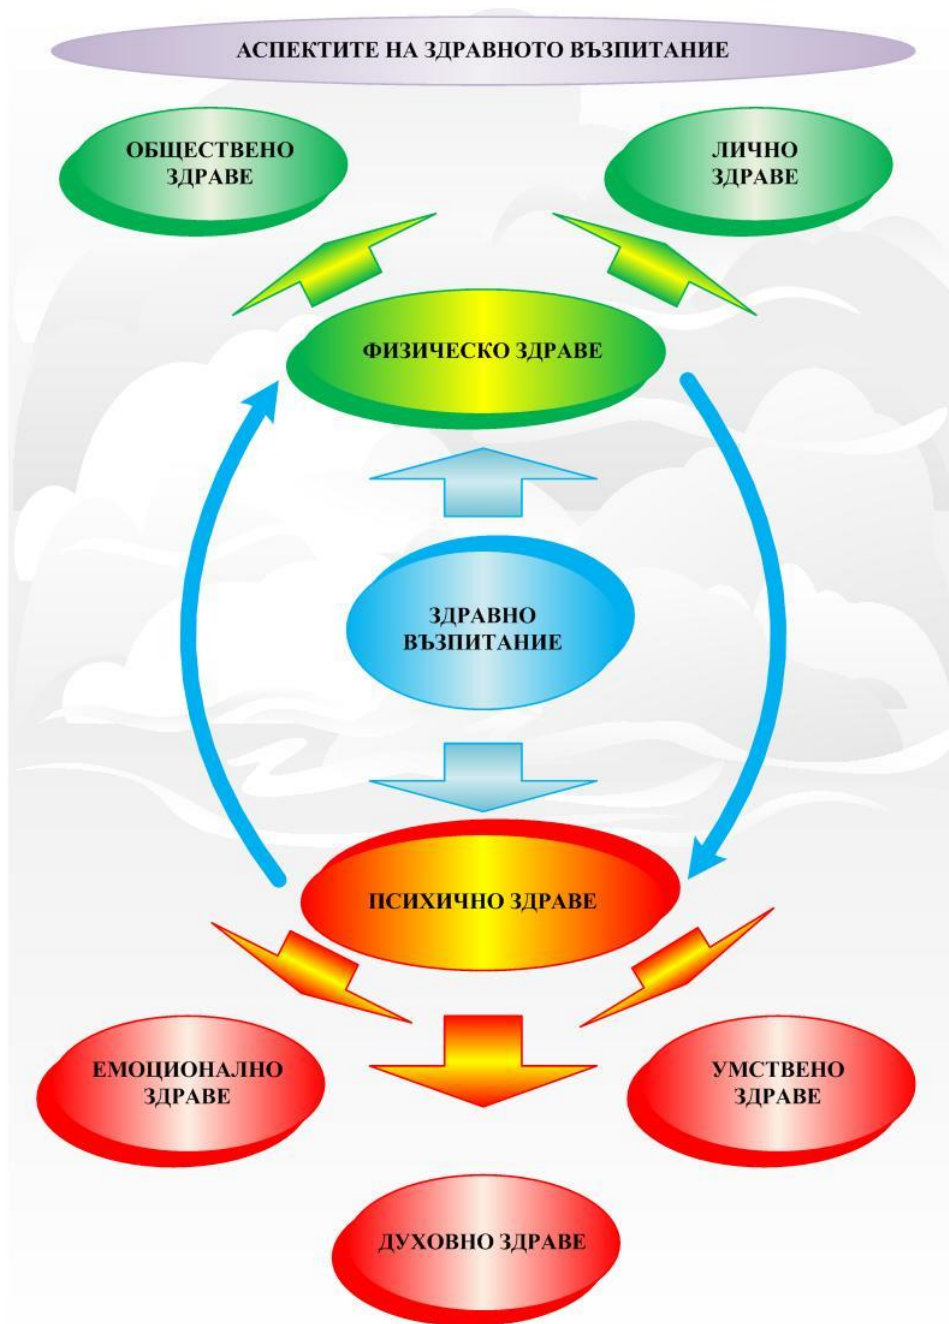 АСПЕКТИТЕ НА ЗДРАВНОТО ВЪЗПИТАНИЕ
ОБЩЕСТВЕНО
ЗДРАВЕ
ЛИЧНО
ЗДРАВЕ
ФИЗИЧЕСКО ЗДРАВЕ
ЗДРАВНО
ВЪЗПИТАНИЕ
ПСИХИЧНО ЗДРАВЕ
ЕМОЦИОНАЛНО
ЗДРАВЕ
УМСТВЕНО
ЗДРАВЕ
ДУХОВНО ЗДРАВЕ